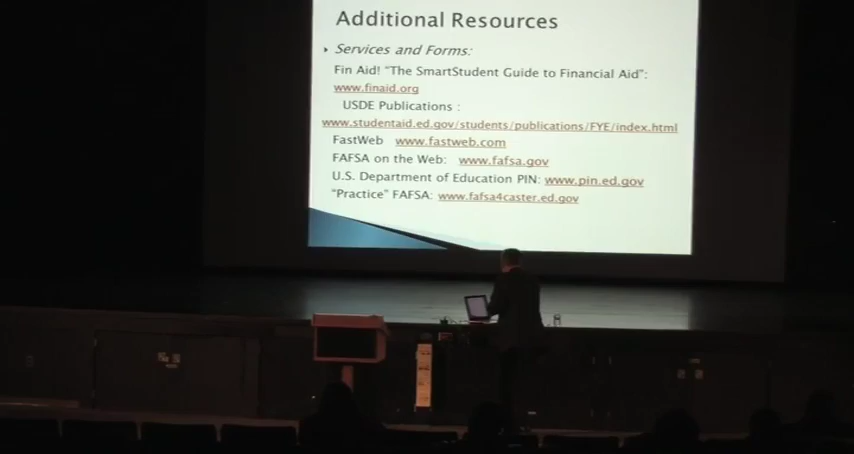 Additional Resources
Services and Forms:
Fin Aid! "The SmartStudent Guide to Financial Aid":
www.finaid.org
USDE Publications :
www.studentaid.ed.gov/students/publications/FYE/index.html
FastWeb www.fastweb.com
FAFSA on the Web: www.fafsa.gov
U.S. Department of Education PIN: www.pin.ed.gov
"Practice" FAFSA: www.fafsa4caster.ed.gov